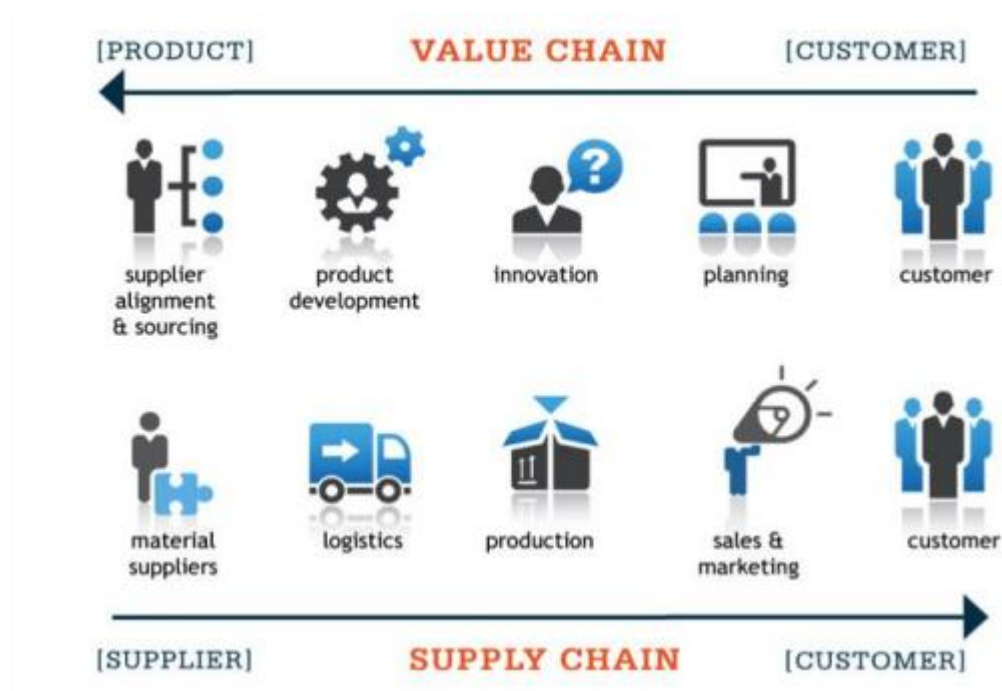 [PRODUCT] VALUE CHAIN [CUSTOMER]
?
supplier alignment & sourcing
product development
innovation
planning
customer
material suppliers
logistics
production
sales & marketing
customer
[SUPPLIER] SUPPLY CHAIN [CUSTOMER]